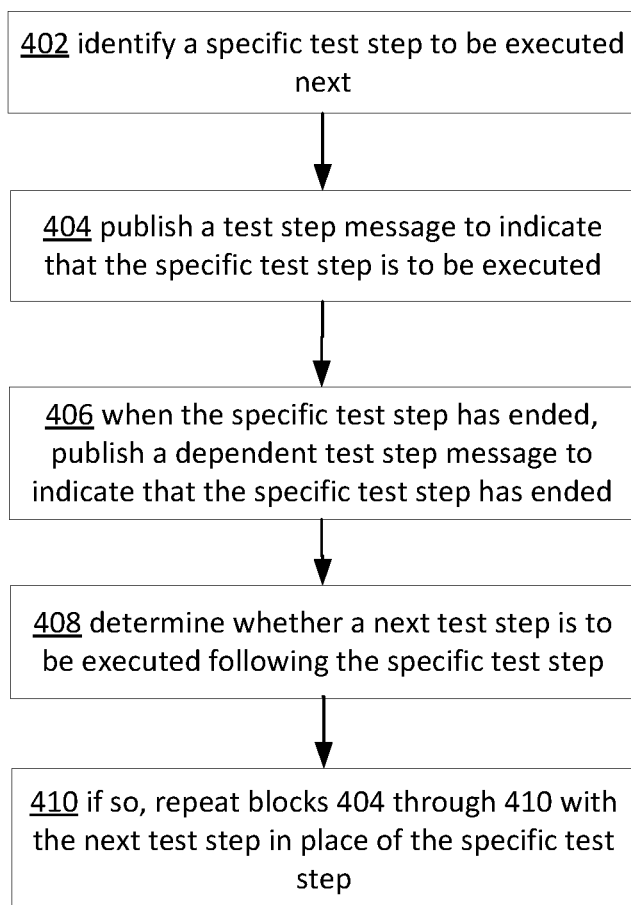 402 identify a specific test step to be executed
next
404 publish a test step message to indicate
that the specific test step is to be executed
406 when the specific test step has ended,
publish a dependent test step message to
indicate that the specific test step has ended
408 determine whether a next test step is to
be executed following the specific test step
410 if so, repeat blocks 404 through 410 with
the next test step in place of the specific test
step